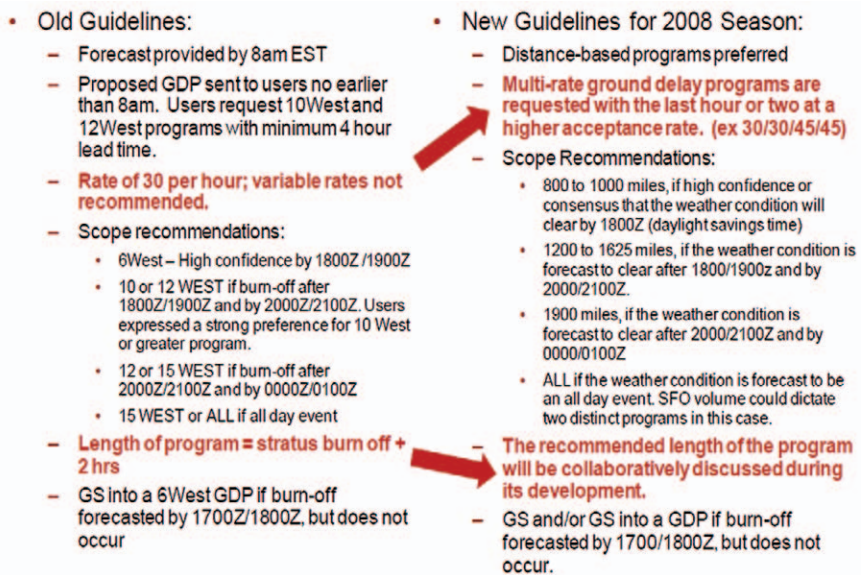 • Old Guidelines:
– Forecast provided by 8am EST
– Proposed GDP sent to users no earlier
than 8am. Users request 10West and
12West programs with minimum 4 hour
lead time.
– Rate of 30 per hour; variable rates not
recommended.
– Scope recommendations:
• 6West – High confidence by 1800Z /1900Z
• 10 or 12 WEST if burn-off after
1800Z/1900Z and by 2000Z/2100Z. Users
expressed a strong preference for 10 West
or greater program.
• 12 or 15 WEST if burn-off after
2000Z/2100Z and by 0000Z/0100Z
• 15 WEST or ALL if all day event
– Length of program = stratus burn off +
2 hrs
– GS into a 6West GDP if burn-off
forecasted by 1700Z/1800Z, but does not
occur
• New Guidelines for 2008 Season:
– Distance-based programs preferred
– Multi-rate ground delay programs are
requested with the last hour or two at a
higher acceptance rate. (ex 30/30/45/45)
– Scope Recommendations:
• 800 to 1000 miles, if high confidence or
consensus that the weather condition will
clear by 1800Z (daylight savings time)
• 1200 to 1625 miles, if the weather condition is
forecast to clear after 1800/1900z and by
2000/2100Z.
• 1900 miles, if the weather condition is
forecast to clear after 2000/2100Z and by
0000/0100Z
• ALL if the weather condition is forecast to be
an all day event. SFO volume could dictate
two distinct programs in this case.
– The recommended length of the program
will be collaboratively discussed during
its development.
– GS and/or GS into a GDP if burn-off
forecasted by 1700/1800Z, but does not
occur.